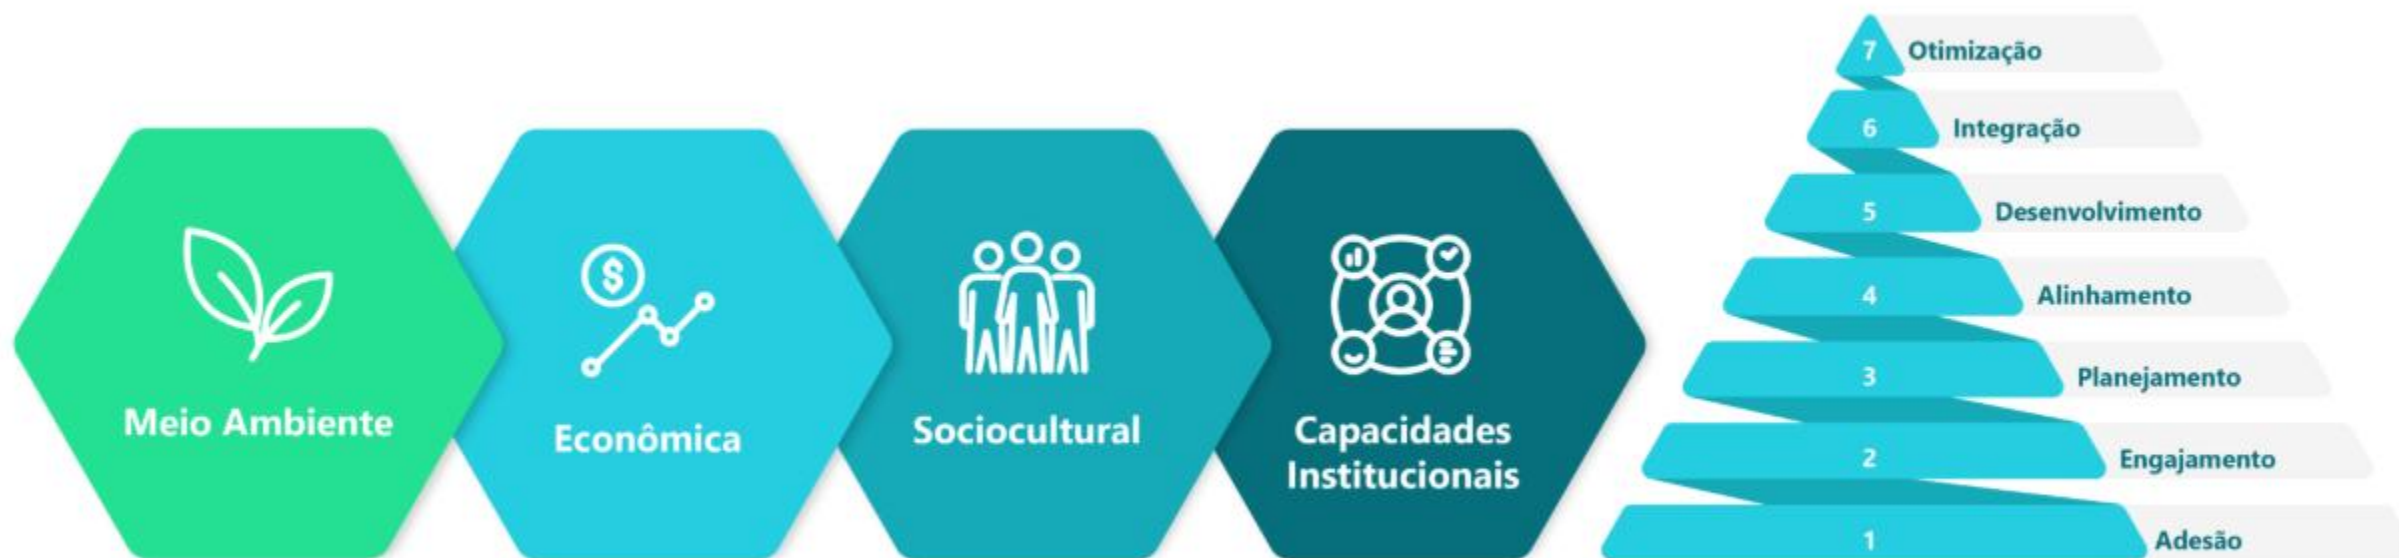 Meio Ambiente
Econômica
Sociocultural
Capacidades
Institucionais
7 Otimização
6 Integração
5 Desenvolvimento
4 Alinhamento
3 Planejamento
2 Engajamento
1 Adesão